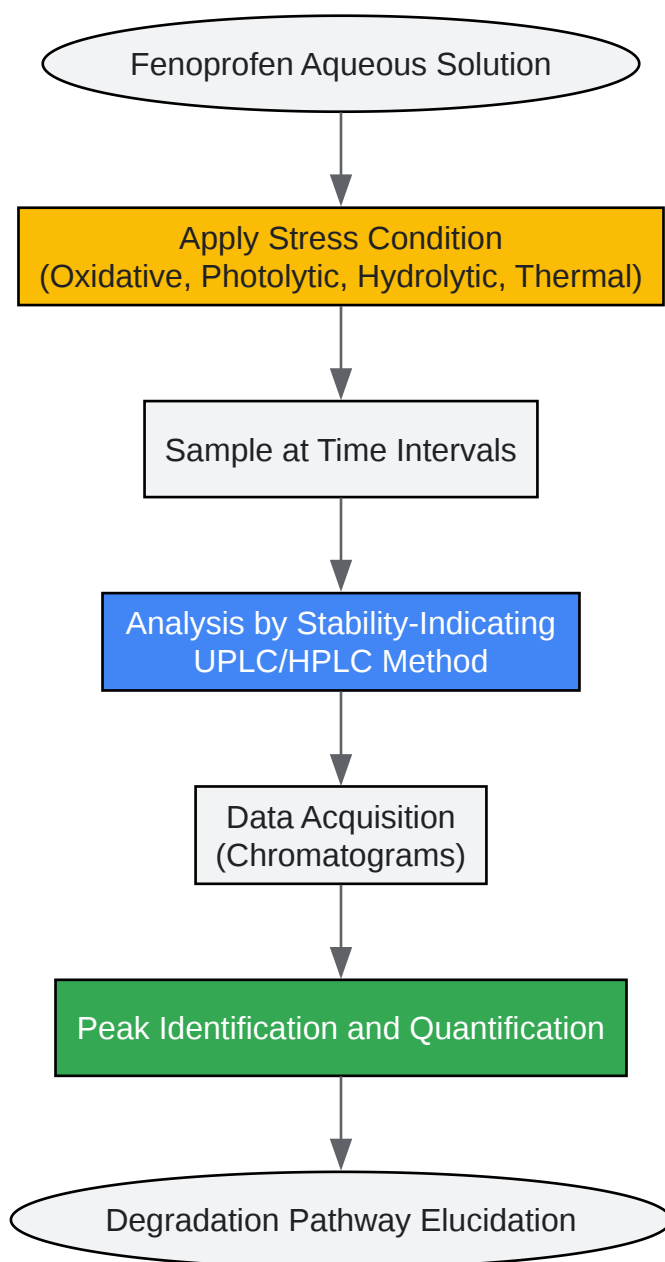 Fenoprofen Aqueous Solution
Apply Stress Condition
(Oxidative, Photolytic, Hydrolytic, Thermal)
Sample at Time Intervals
Analysis by Stability-Indicating
UPLC/HPLC Method
Data Acquisition
(Chromatograms)
Peak Identification and Quantification
Degradation Pathway Elucidation